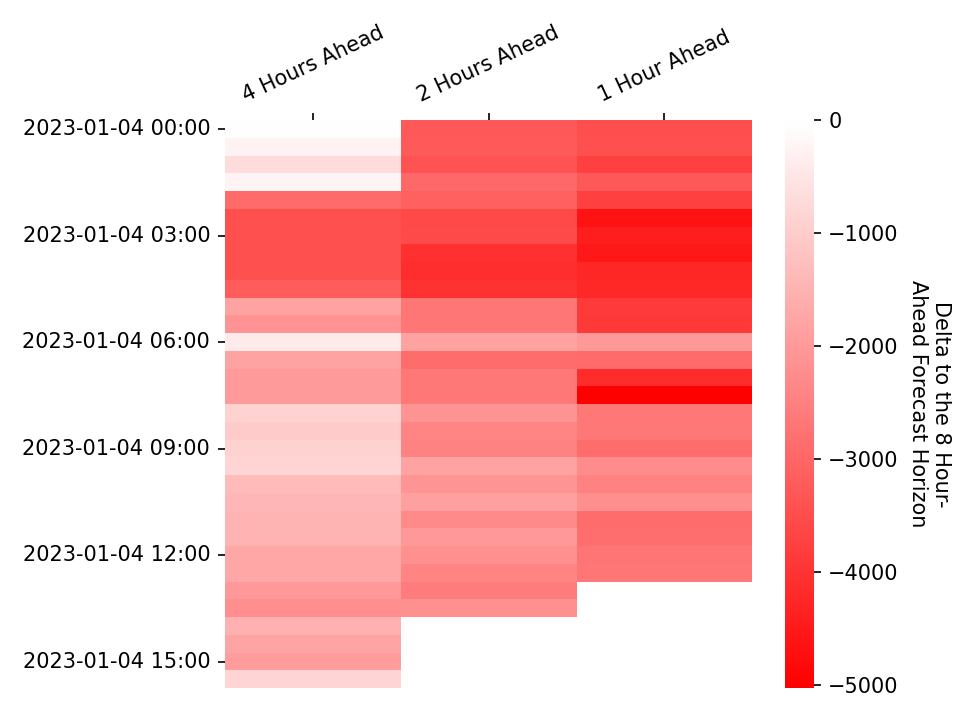 4 Hours Ahead
2 Hours Ahead
1 Hour Ahead
2023-01-04 00:00
2023-01-04 03:00
2023-01-04 06:00
2023-01-04 09:00
2023-01-04 12:00
2023-01-04 15:00
0
−1000
−2000
−3000
−4000
−5000
Delta to the 8 Hour-
Ahead Forecast Horizon